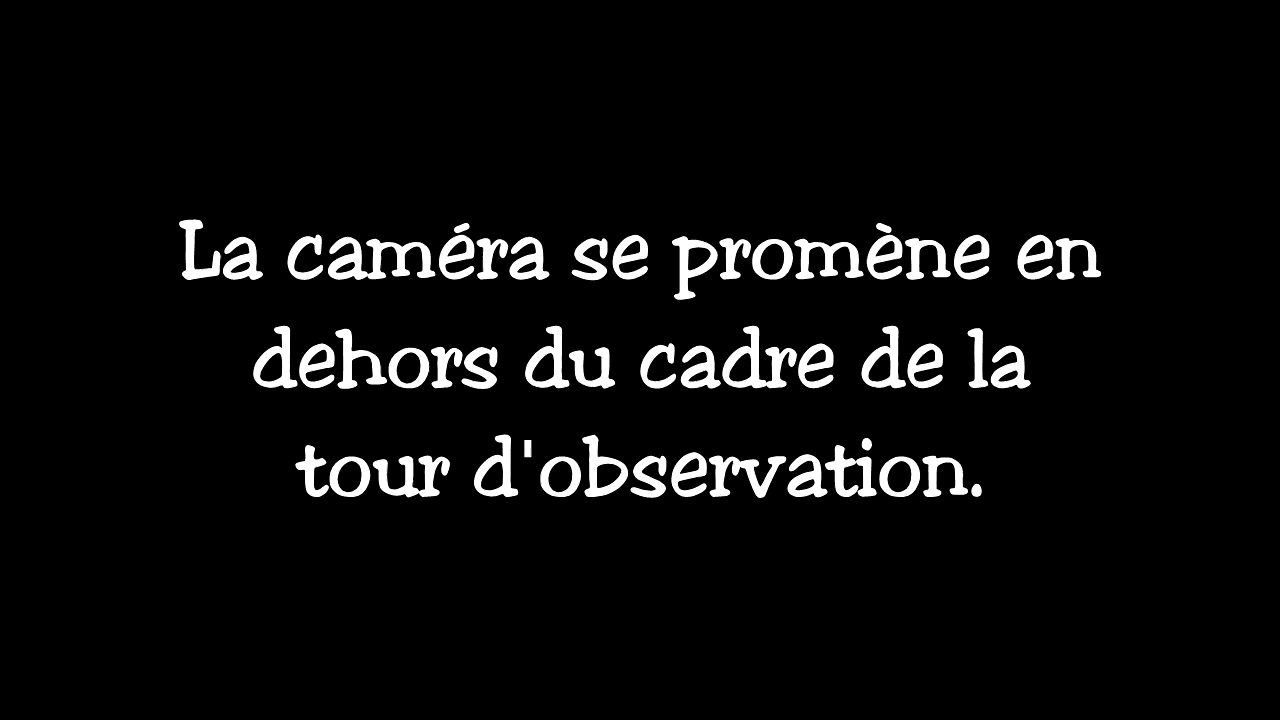 La caméra se promène en
dehors du cadre de la
tour d'observation.